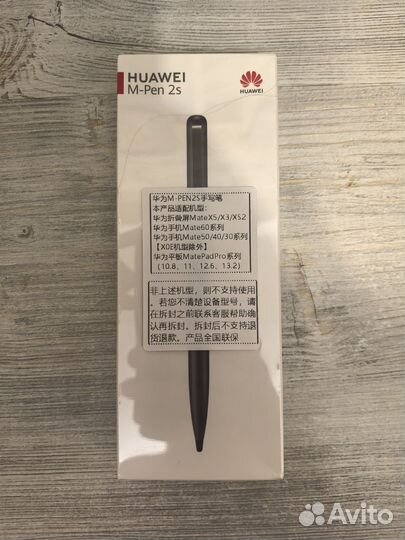 HUAWEI
M-Pen 2s
HUAWEI
华为M-PEN2S手写笔
本产品适配机型:
华为折叠屏MateX5/X3/XS2
华为手机Mate60系列
华为手机Mate50/40/30系列
【X0E机型除外】
华为平板MatePadPro系列
(10.8, 11, 12.6, 13.2)
非上述机型，则不支持使用
。若您不清楚设备型号，请
在拆封之前联系客服帮助确
认再拆封。拆封后不支持退
货退款。产品全国联保
Avito